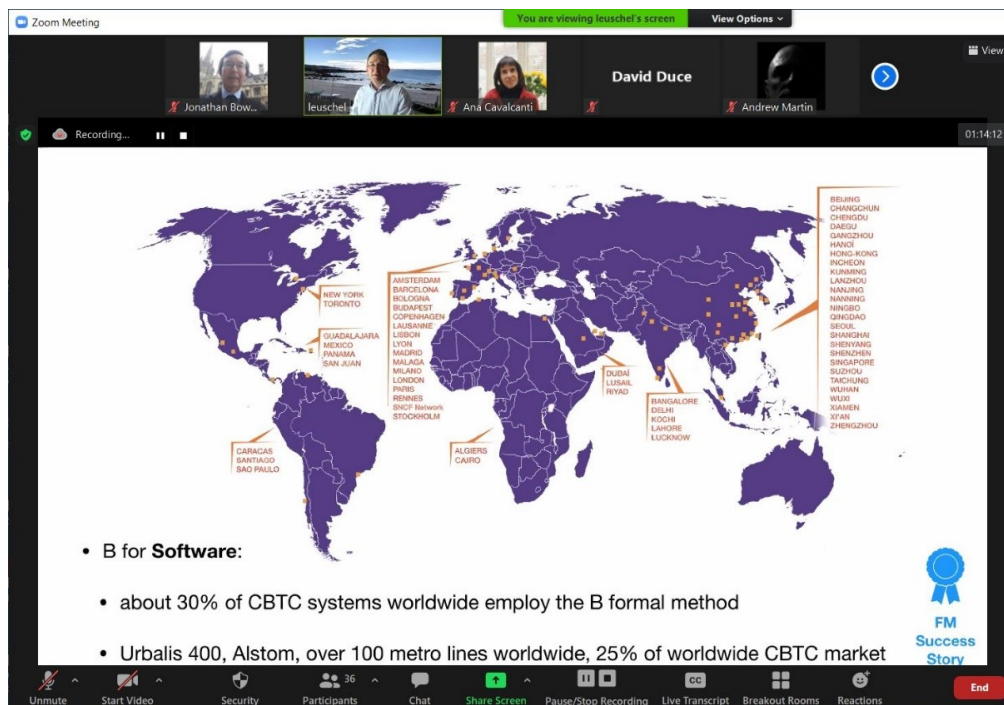 Zoom Meeting
You are viewing leuschel's screen
View Options
View
Jonathan Bow...
leuschel
Ana Cavalcanti
David Duce
Andrew Martin
Recording...
01:14:12
NEW YORK
TORONTO
GUADALAJARA
MEXICO
PANAMA
SAN JUAN
CARACAS
SANTIAGO
SAO PAULO
AMSTERDAM
BARCELONA
BOLOGNA
BUDAPEST
COPENHAGEN
LAUSANNE
LISBON
LYON
MADRID
MALAGA
MILANO
LONDON
PARIS
RENNES
SNCF Network
STOCKHOLM
ALGIERS
CAIRO
DUBAÏ
LUSAIL
RIYAD
BANGALORE
DELHI
KOCHI
LAHORE
LUCKNOW
BEIJING
CHANGCHUN
CHENGDU
DAEGU
GANGZHOU
HANOÏ
HONG-KONG
INCHEON
KUNMING
LANZHOU
NANJING
NANNING
NINGBO
QINGDAO
SEOUL
SHANGHAI
SHENYANG
SHENZHEN
SINGAPORE
SUZHOU
TAICHUNG
WUHAN
WUXI
XIAMEN
XI'AN
ZHENGZHOU
• B for Software:
• about 30% of CBTC systems worldwide employ the B formal method
• Urbalis 400, Alstom, over 100 metro lines worldwide, 25% of worldwide CBTC market
FM
Success
Story
Unmute
Start Video
Security
Participants
36
Chat
Share Screen
Pause/Stop Recording
CC
Live Transcript
Breakout Rooms
Reactions
End